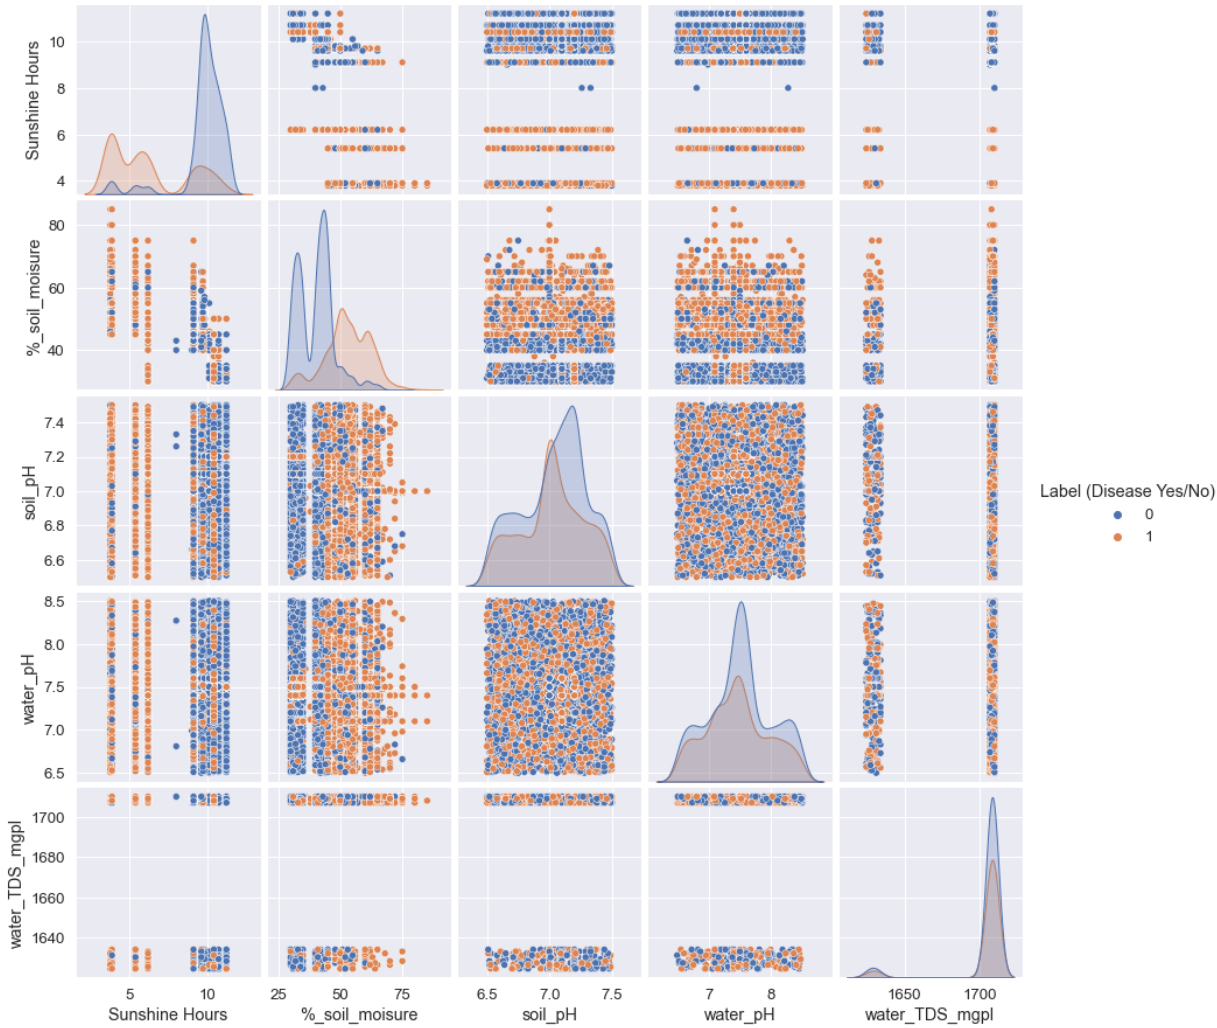 Sunshine Hours
10
8
6
4
%_soil_moisure
80
60
40
soil_pH
7.4
7.2
7.0
6.8
6.6
Label (Disease Yes/No)
0
1
water_pH
8.5
8.0
7.5
7.0
6.5
water_TDS_mgpl
1700
1680
1660
1640
5 10 25 50 75 6.5 7.0 7.5 7 8 1650 1700
Sunshine Hours %_soil_moisure soil_pH water_pH water_TDS_mgpl